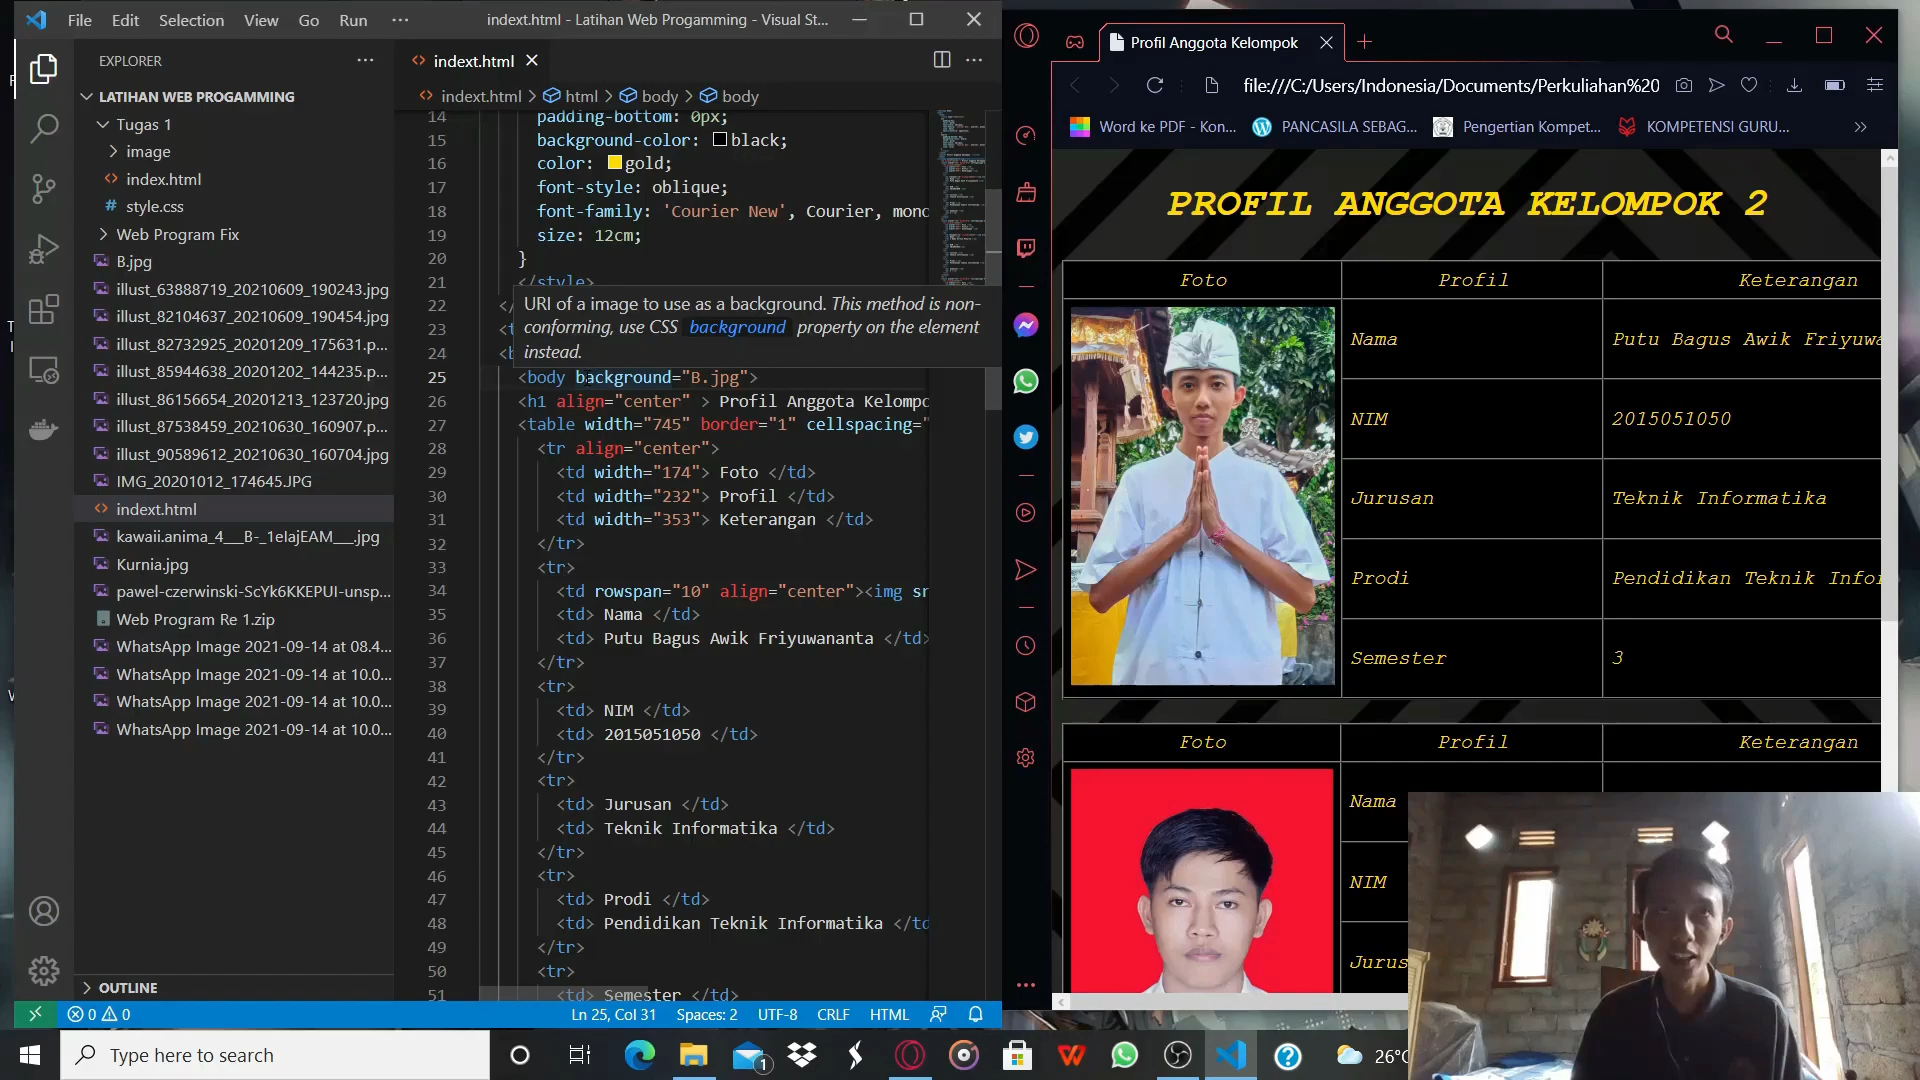 File Edit Selection View Go Run ··· indext.html - Latihan Web Progamming - Visual St...
EXPLORER
LATIHAN WEB PROGAMMING
Tugas 1
image
index.html
style.css
Web Program Fix
B.jpg
illust_63888719_20210609_190243.jpg
illust_82104637_20210609_190454.jpg
illust_82732925_20201209_175631.p...
illust_85944638_20201202_144235.p...
illust_86156654_20201213_123720.jpg
illust_87538459_20210630_160907.p...
illust_90589612_20210630_160704.jpg
IMG_20201012_174645.JPG
indext.html
kawaii.anima_4___B-_1eIajEAM___.jpg
Kurnia.jpg
pawel-czerwinski-ScYk6KKEPUI-unsp...
Web Program Re 1.zip
WhatsApp Image 2021-09-14 at 08.4...
WhatsApp Image 2021-09-14 at 10.0...
WhatsApp Image 2021-09-14 at 10.0...
WhatsApp Image 2021-09-14 at 10.0...
OUTLINE
indext.html
indext.html > html > body > body
14 padding-bottom: 0px;
15 background-color: black;
16 color: gold;
17 font-style: oblique;
18 font-family: 'Courier New', Courier, monc
19 size: 12cm;
20 }
21 </style>
22 </
23 <t
24 <b
URI of a image to use as a background. This method is non-
conforming, use CSS background property on the element
instead.
25 <body background="B.jpg">
26 <h1 align="center" > Profil Anggota Kelompo
27 <table width="745" border="1" cellspacing="
28 <tr align="center">
29 <td width="174"> Foto </td>
30 <td width="232"> Profil </td>
31 <td width="353"> Keterangan </td>
32 </tr>
33 <tr>
34 <td rowspan="10" align="center"><img sr
35 <td> Nama </td>
36 <td> Putu Bagus Awik Friyuwananta </td>
37 </tr>
38 <tr>
39 <td> NIM </td>
40 <td> 2015051050 </td>
41 </tr>
42 <tr>
43 <td> Jurusan </td>
44 <td> Teknik Informatika </td>
45 </tr>
46 <tr>
47 <td> Prodi </td>
48 <td> Pendidikan Teknik Informatika </td
49 </tr>
50 <tr>
51 <td> Semester </td>
0 0 Ln 25, Col 31 Spaces: 2 UTF-8 CRLF HTML
Profil Anggota Kelompok
file:///C:/Users/Indonesia/Documents/Perkuliahan%20
Word ke PDF - Kon... PANCASILA SEBAG... Pengertian Kompet... KOMPETENSI GURU...
PROFIL ANGGOTA KELOMPOK 2
Foto Profil Keterangan
Nama Putu Bagus Awik Friyuwa
NIM 2015051050
Jurusan Teknik Informatika
Prodi Pendidikan Teknik Infor
Semester 3
Foto Profil Keterangan
Nama
NIM
Jurus
Type here to search
1
26°C